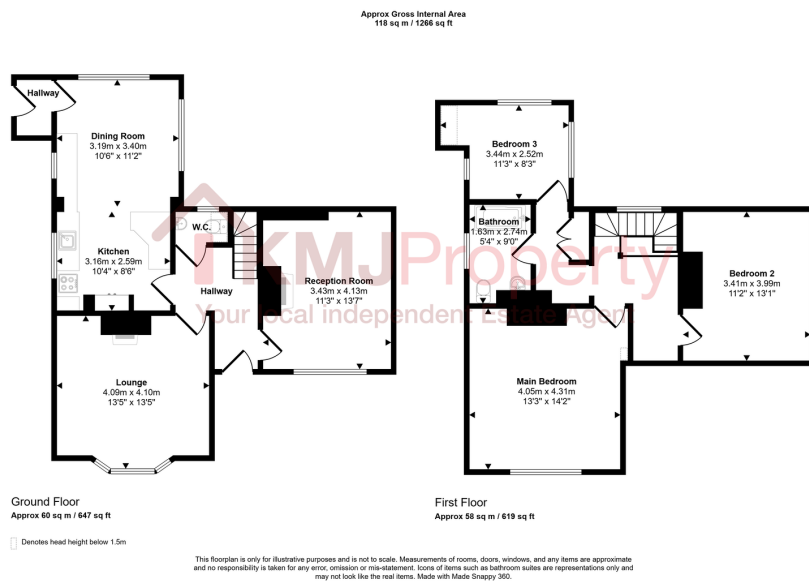 Approx Gross Internal Area
118 sq m / 1266 sq ft
Hallway
Dining Room
3.19m x 3.40m
10'6" x 11'2"
Kitchen
3.16m x 2.59m
10'4" x 8'6"
W.C.
Hallway
Reception Room
3.43m x 4.13m
11'3" x 13'7"
Lounge
4.09m x 4.10m
13'5" x 13'5"
Ground Floor
Approx 60 sq m / 647 sq ft
Denotes head height below 1.5m
Bedroom 3
3.44m x 2.52m
11'3" x 8'3"
Bathroom
1.63m x 2.74m
5'4" x 9'0"
Bedroom 2
3.41m x 3.99m
11'2" x 13'1"
Main Bedroom
4.05m x 4.31m
13'3" x 14'2"
First Floor
Approx 58 sq m / 619 sq ft
KMJ Property
Your local independent Estate Agent
This floorplan is only for illustrative purposes and is not to scale. Measurements of rooms, doors, windows, and any items are approximate
and no responsibility is taken for any error, omission or mis-statement. Icons of items such as bathroom suites are representations only and
may not look like the real items. Made with Made Snappy 360.